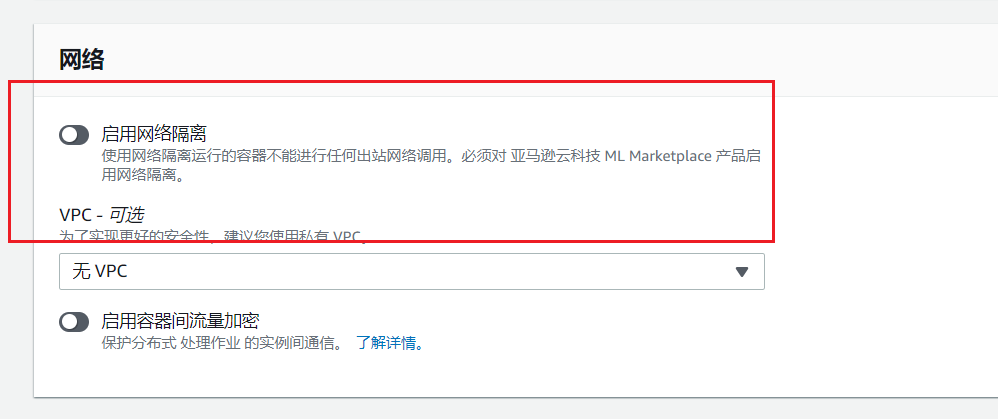 网络
启用网络隔离
使用网络隔离运行的容器不能进行任何出站网络调用。必须对 亚马逊云科技 ML Marketplace 产品启
用网络隔离。
VPC - 可选
为了实现更好的安全性，建议您使用私有 VPC。
无 VPC
启用容器间流量加密
保护分布式 处理作业 的实例间通信。 了解详情。